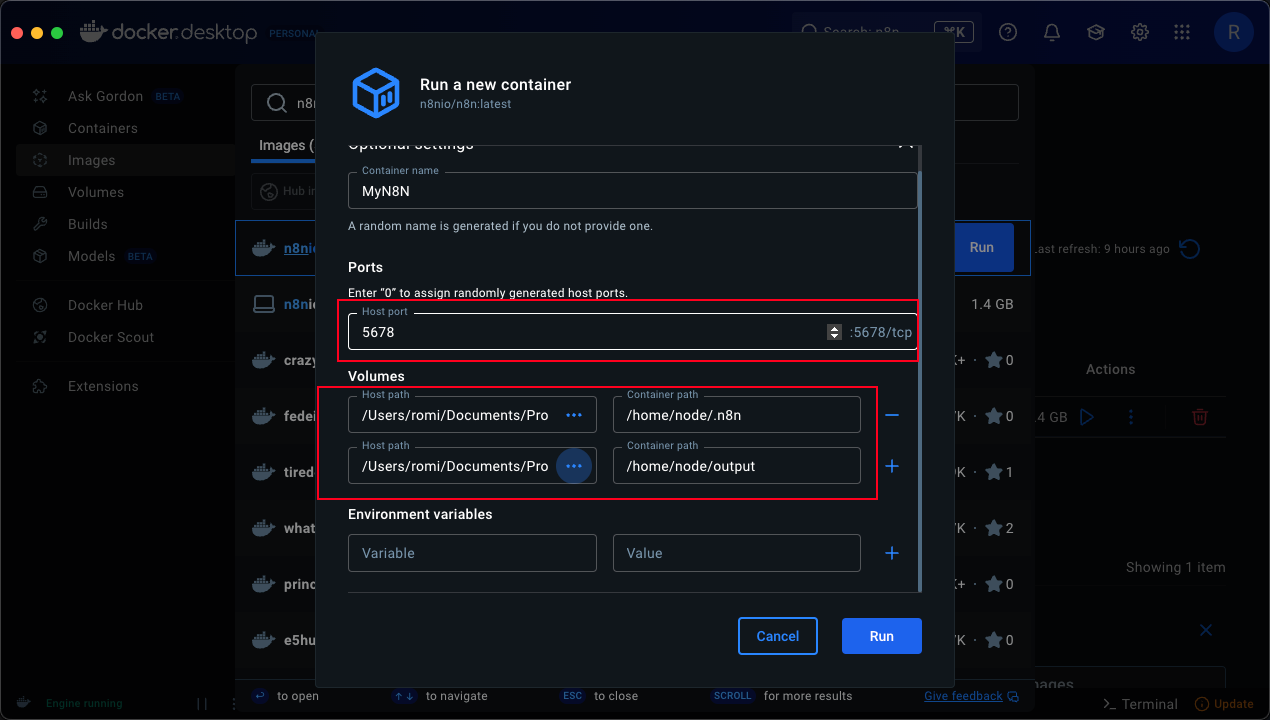 docker.desktop PERSONAL
Search: n8n ⌘K
R
Ask Gordon BETA
Containers
Images
Volumes
Builds
Models BETA
Docker Hub
Docker Scout
Extensions
Engine running
n8
Images (
Hub
n8ni
n8ni
crazy
fedei
tired
what
princ
e5hu
Run a new container
n8nio/n8n:latest
Optional settings
Container name
MyN8N
A random name is generated if you do not provide one.
Ports
Enter “0” to assign randomly generated host ports.
Host port
5678 :5678/tcp
Volumes
Host path Container path
/Users/romi/Documents/Pro ••• /home/node/.n8n
Host path Container path
/Users/romi/Documents/Pro ••• /home/node/output
Environment variables
Variable Value
Cancel Run
Run
Last refresh: 9 hours ago
1.4 GB
K+ · 0
Actions
K · 0
.4 GB
K · 1
K · 2
K+ · 0
Showing 1 item
K · 0
to open
to navigate
ESC to close
SCROLL for more results
Give feedback
Terminal
Update